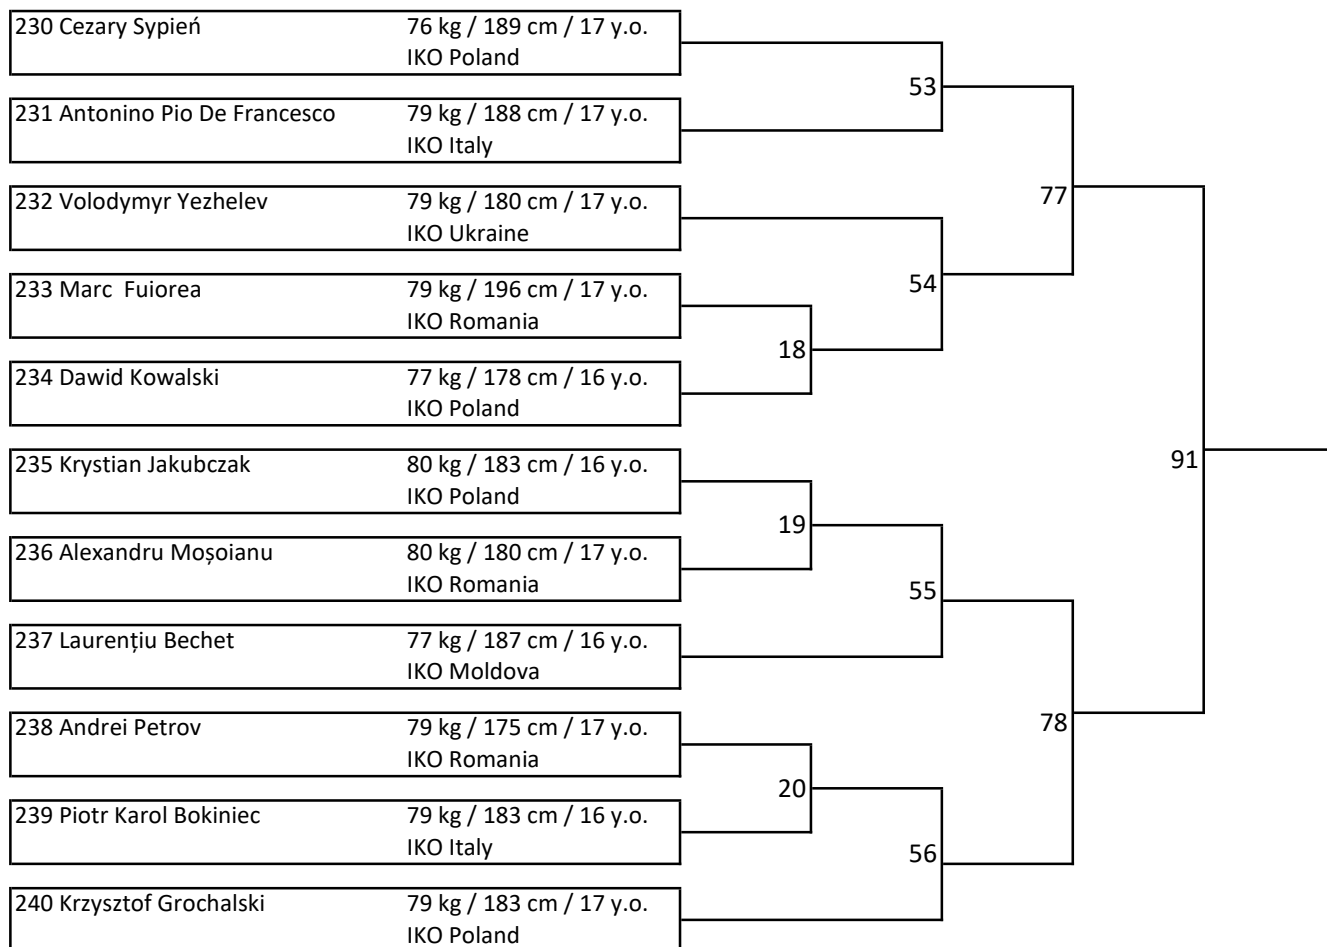 230 Cezary Sypień 76 kg / 189 cm / 17 y.o.
IKO Poland
53
231 Antonino Pio De Francesco 79 kg / 188 cm / 17 y.o.
IKO Italy
232 Volodymyr Yezhelev 79 kg / 180 cm / 17 y.o.
77
IKO Ukraine
233 Marc  Fuiorea 79 kg / 196 cm / 17 y.o.
54
IKO Romania
18
234 Dawid Kowalski 77 kg / 178 cm / 16 y.o.
IKO Poland
235 Krystian Jakubczak 80 kg / 183 cm / 16 y.o.
91
IKO Poland
19
236 Alexandru Moșoianu 80 kg / 180 cm / 17 y.o.
IKO Romania
55
237 Laurențiu Bechet 77 kg / 187 cm / 16 y.o.
IKO Moldova
238 Andrei Petrov 79 kg / 175 cm / 17 y.o.
78
IKO Romania
20
239 Piotr Karol Bokiniec 79 kg / 183 cm / 16 y.o.
IKO Italy
56
240 Krzysztof Grochalski 79 kg / 183 cm / 17 y.o.
IKO Poland